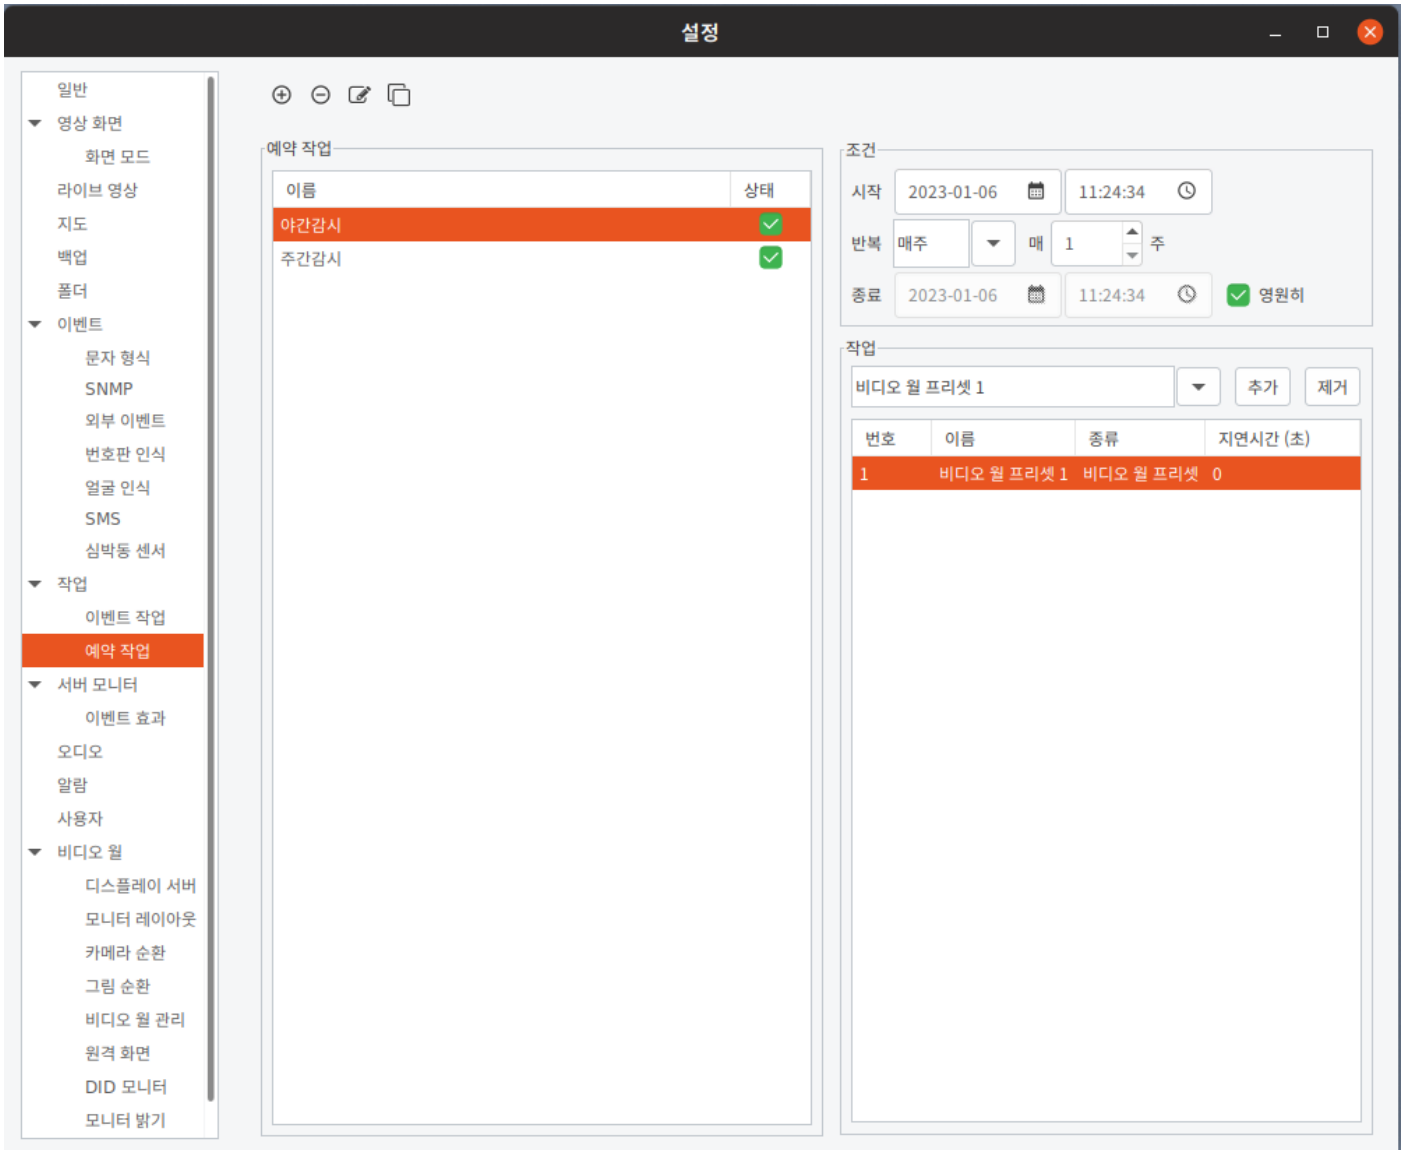 설정
일반
영상 화면
화면 모드
라이브 영상
지도
백업
폴더
이벤트
문자 형식
SNMP
외부 이벤트
번호판 인식
얼굴 인식
SMS
심박동 센서
작업
이벤트 작업
예약 작업
서버 모니터
이벤트 효과
오디오
알람
사용자
비디오 월
디스플레이 서버
모니터 레이아웃
카메라 순환
그림 순환
비디오 월 관리
원격 화면
DID 모니터
모니터 밝기
예약 작업
이름 상태
야간감시
주간감시
조건
시작 2023-01-06 11:24:34
반복 매주 매 1 주
종료 2023-01-06 11:24:34 영원히
작업
비디오 월 프리셋 1 추가 제거
번호 이름 종류 지연시간 (초)
1 비디오 월 프리셋 1 비디오 월 프리셋 0